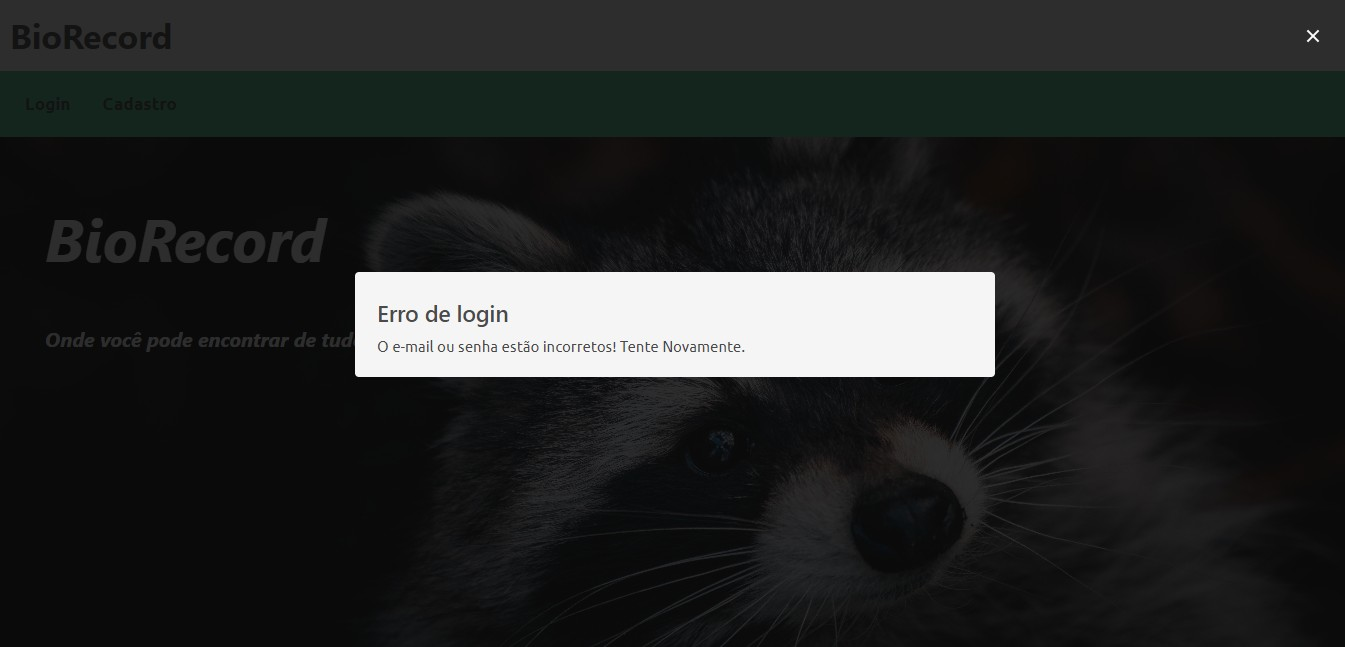 BioRecord
Login Cadastro
BioRecord
Onde você pode encontrar de
Erro de login
O e-mail ou senha estão incorretos! Tente Novamente.